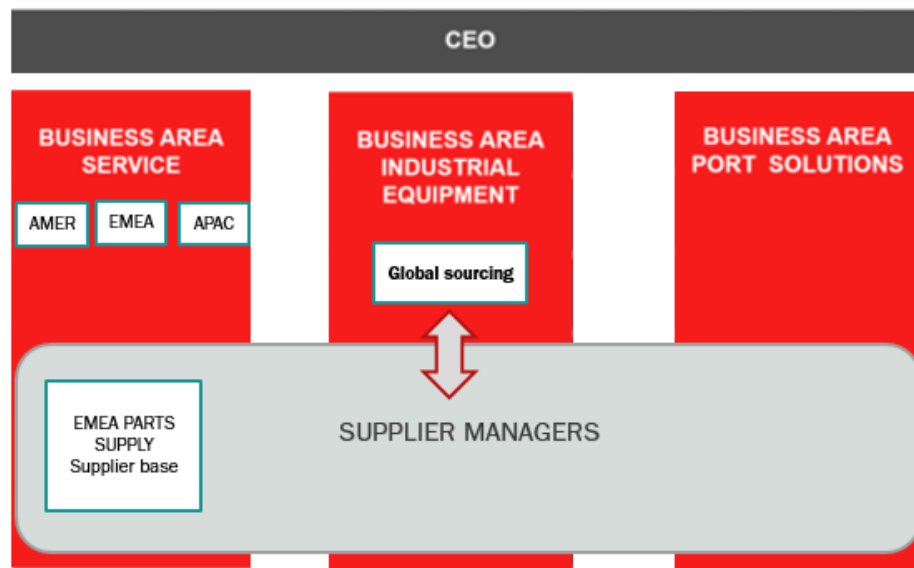 CEO
BUSINESS AREA
SERVICE
AMER
EMEA
APAC
BUSINESS AREA
INDUSTRIAL
EQUIPMENT
Global sourcing
BUSINESS AREA
PORT SOLUTIONS
EMEA PARTS
SUPPLY
Supplier base
SUPPLIER MANAGERS